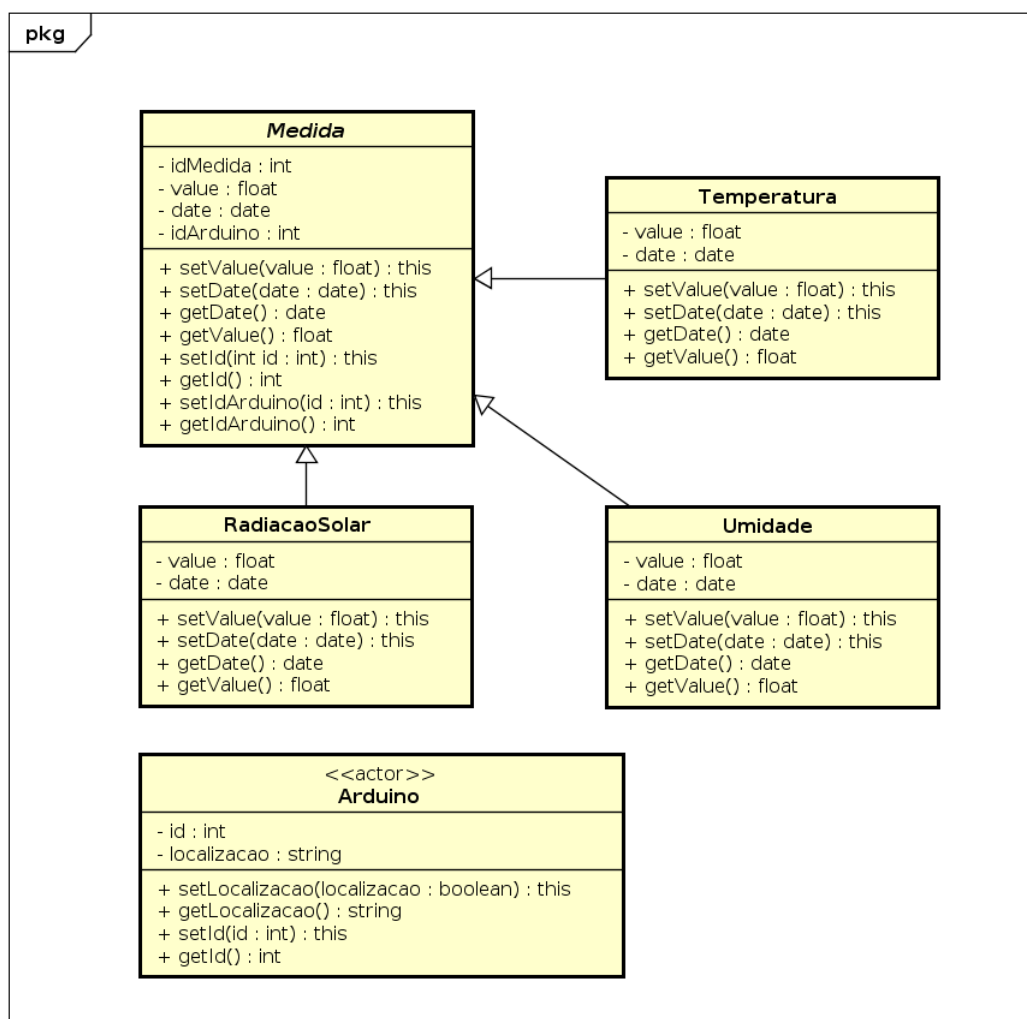 pkg
Medida
- idMedida : int
- value : float
- date : date
- idArduino : int
+ setValue(value : float) : this
+ setDate(date : date) : this
+ getDate() : date
+ getValue() : float
+ setId(int id : int) : this
+ getId() : int
+ setIdArduino(id : int) : this
+ getIdArduino() : int
Temperatura
- value : float
- date : date
+ setValue(value : float) : this
+ setDate(date : date) : this
+ getDate() : date
+ getValue() : float
RadiacaoSolar
- value : float
- date : date
+ setValue(value : float) : this
+ setDate(date : date) : this
+ getDate() : date
+ getValue() : float
Umidade
- value : float
- date : date
+ setValue(value : float) : this
+ setDate(date : date) : this
+ getDate() : date
+ getValue() : float
<<actor>>
Arduino
- id : int
- localizacao : string
+ setLocalizacao(localizacao : boolean) : this
+ getLocalizacao() : string
+ setId(id : int) : this
+ getId() : int